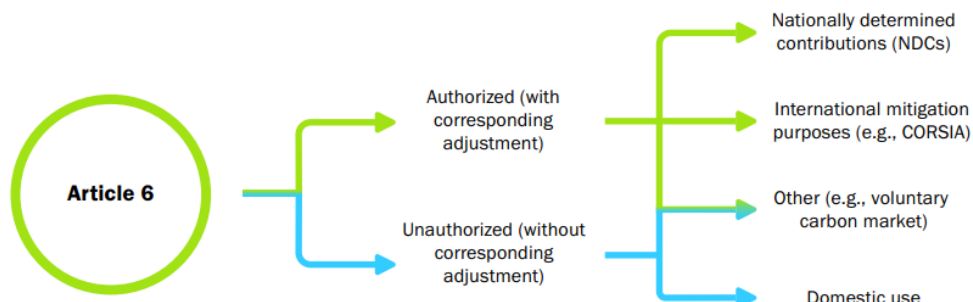 Article 6
Authorized (with
corresponding
adjustment)
Unauthorized (without
corresponding
adjustment)
Nationally determined
contributions (NDCs)
International mitigation
purposes (e.g., CORSIA)
Other (e.g., voluntary
carbon market)
Domestic use